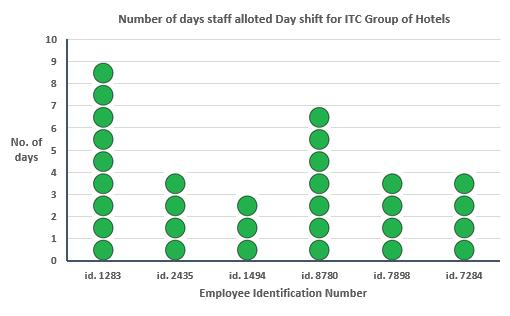 Number of days staff alloted Day shift for ITC Group of Hotels
10
9
8
7
6
5
4
3
2
1
0
No. of
days
id. 1283 id. 2435 id. 1494 id. 8780 id. 7898 id. 7284
Employee Identification Number